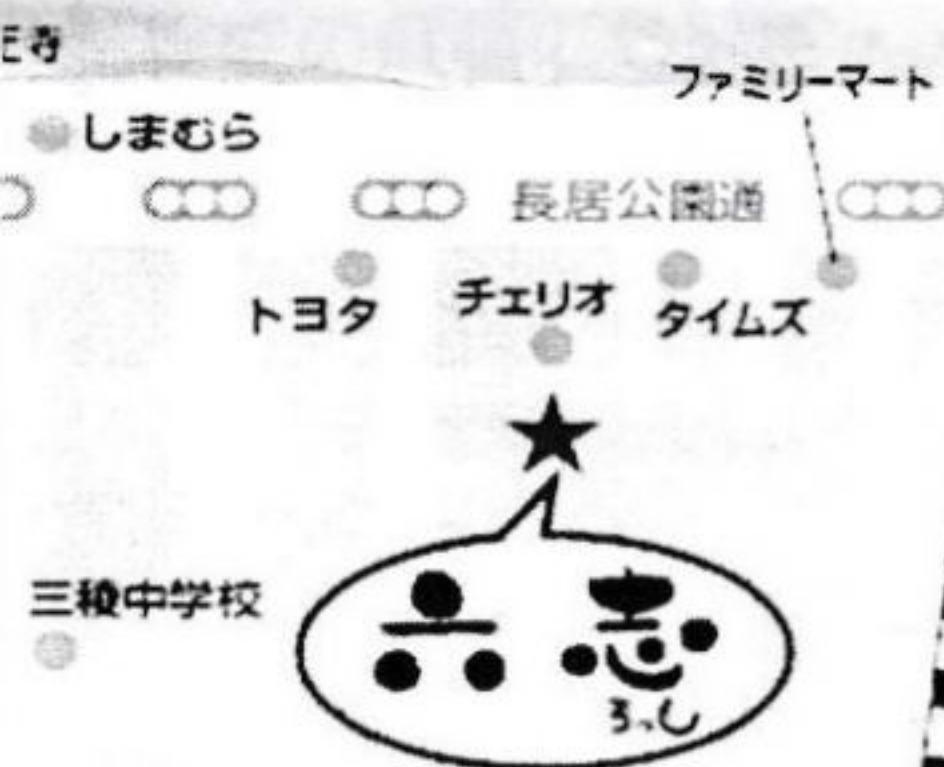 しまむら
ファミリーマート
長居公園通
トヨタ
チェリオ
タイムズ
三稜中学校
六志
ろっし